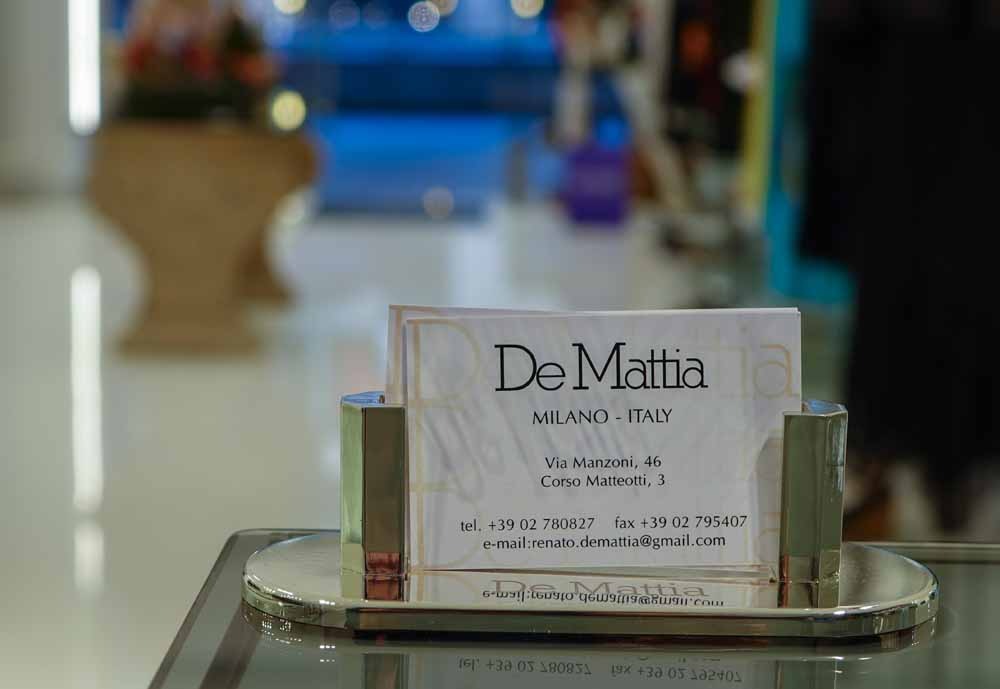 De Mattia
MILANO - ITALY
Via Manzoni, 46
Corso Matteotti, 3
tel. +39 02 780827 fax +39 02 795407
e-mail:renato.demattia@gmail.com